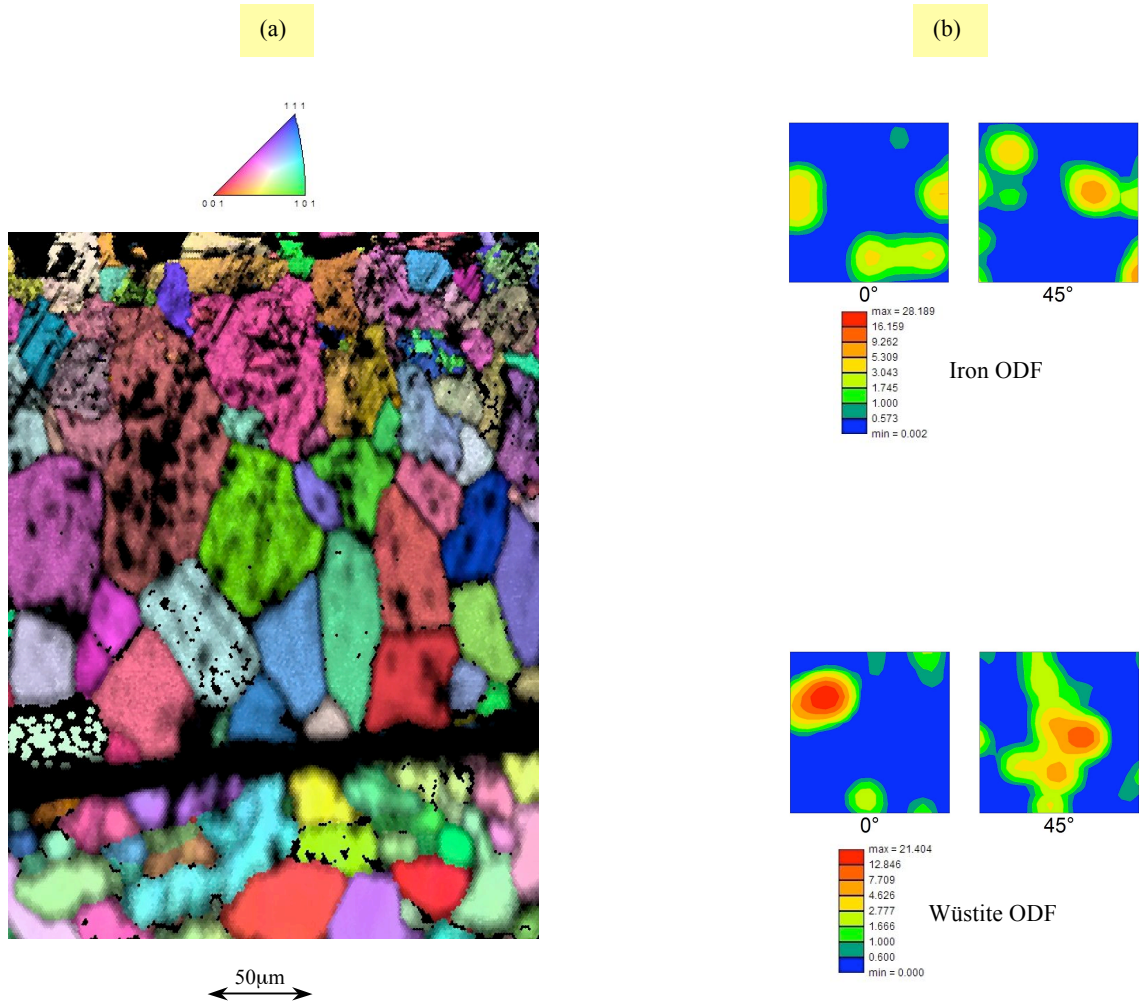 (a)
(b)
1 1 1
0 0 1
1 0 1
0°
45°
max = 28.189
16.159
9.262
5.309
3.043
1.745
1.000
0.573
min = 0.002
Iron ODF
0°
45°
max = 21.404
12.846
7.709
4.626
2.777
1.666
1.000
0.600
min = 0.000
Wüstite ODF
50μm